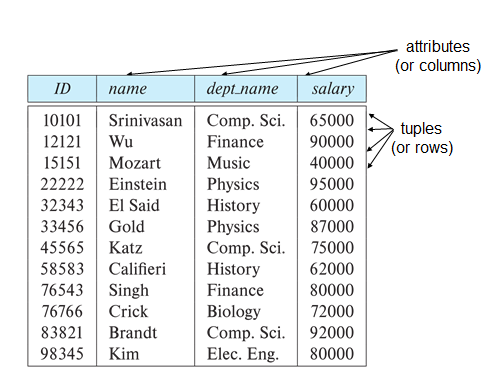 attributes
(or columns)
ID name dept_name salary
10101 Srinivasan Comp. Sci. 65000
12121 Wu Finance 90000
15151 Mozart Music 40000
22222 Einstein Physics 95000
32343 El Said History 60000
33456 Gold Physics 87000
45565 Katz Comp. Sci. 75000
58583 Califieri History 62000
76543 Singh Finance 80000
76766 Crick Biology 72000
83821 Brandt Comp. Sci. 92000
98345 Kim Elec. Eng. 80000
tuples
(or rows)